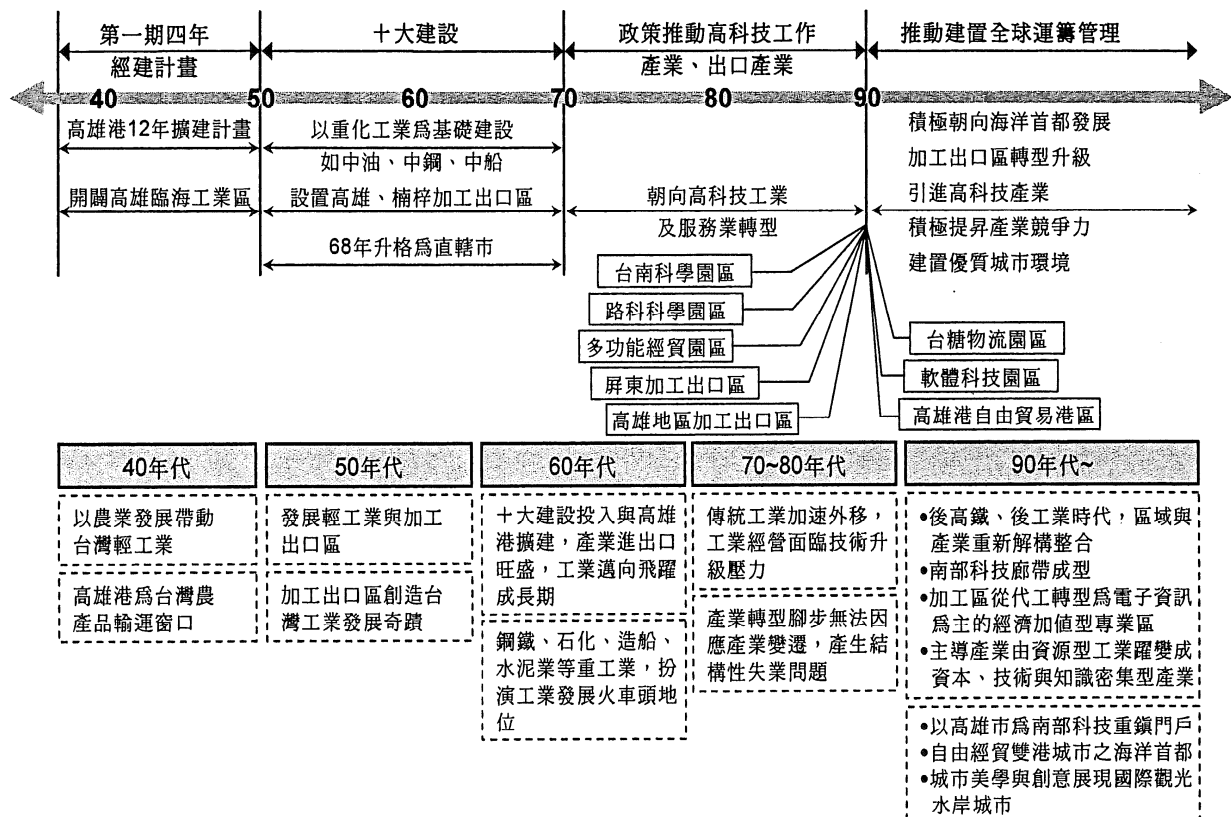 第一期四年
經建計畫
十大建設
政策推動高科技工作
產業、出口產業
推動建置全球運籌管理
40
50
60
70
80
90
高雄港12年擴建計畫
開闢高雄臨海工業區
以重化工業為基礎建設
如中油、中鋼、中船
設置高雄、楠梓加工出口區
68年升格為直轄市
朝向高科技工業
及服務業轉型
積極朝向海洋首都發展
加工出口區轉型升級
引進高科技產業
積極提昇產業競爭力
建置優質城市環境
台南科學園區
路科科學園區
多功能經貿園區
屏東加工出口區
高雄地區加工出口區
台糖物流園區
軟體科技園區
高雄港自由貿易港區
40年代
以農業發展帶動
台灣輕工業
高雄港為台灣農
產品輸運窗口
50年代
發展輕工業與加工
出口區
加工出口區創造台
灣工業發展奇蹟
60年代
十大建設投入與高雄
港擴建，產業進出口
旺盛，工業邁向飛躍
成長期
鋼鐵、石化、造船、
水泥業等重工業，扮
演工業發展火車頭地
位
70~80年代
傳統工業加速外移，
工業經營面臨技術升
級壓力
產業轉型腳步無法因
應產業變遷，產生結
構性失業問題
90年代~
•後高鐵、後工業時代，區域與
產業重新解構整合
•南部科技廊帶成型
•加工區從代工轉型為電子資訊
為主的經濟加值型專業區
•主導產業由資源型工業躍變成
資本、技術與知識密集型產業
•以高雄市為南部科技重鎮門戶
•自由經貿雙港城市之海洋首都
•城市美學與創意展現國際觀光
水岸城市